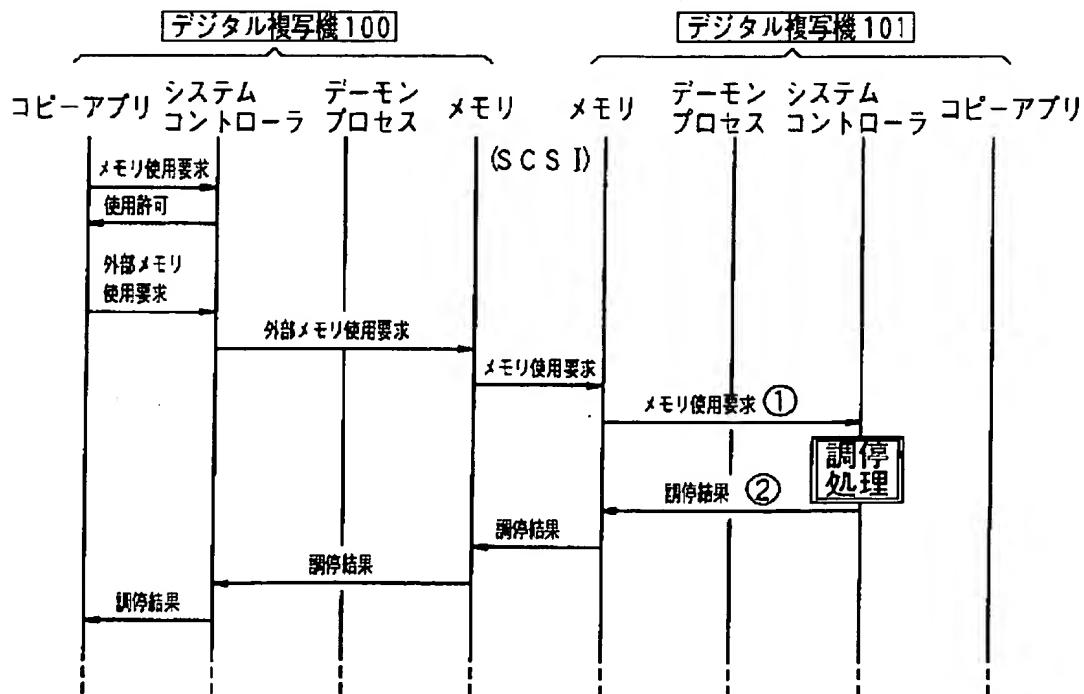 デジタル複写機100
デジタル複写機101
コピーアプリ
システム
コントローラ
デーモン
プロセス
メモリ
メモリ
デーモン
プロセス
システム
コントローラ
コピーアプリ
(SCSI)
メモリ使用要求
使用許可
外部メモリ
使用要求
外部メモリ使用要求
メモリ使用要求
メモリ使用要求 ①
調停
処理
調停結果 ②
調停結果
調停結果
調停結果